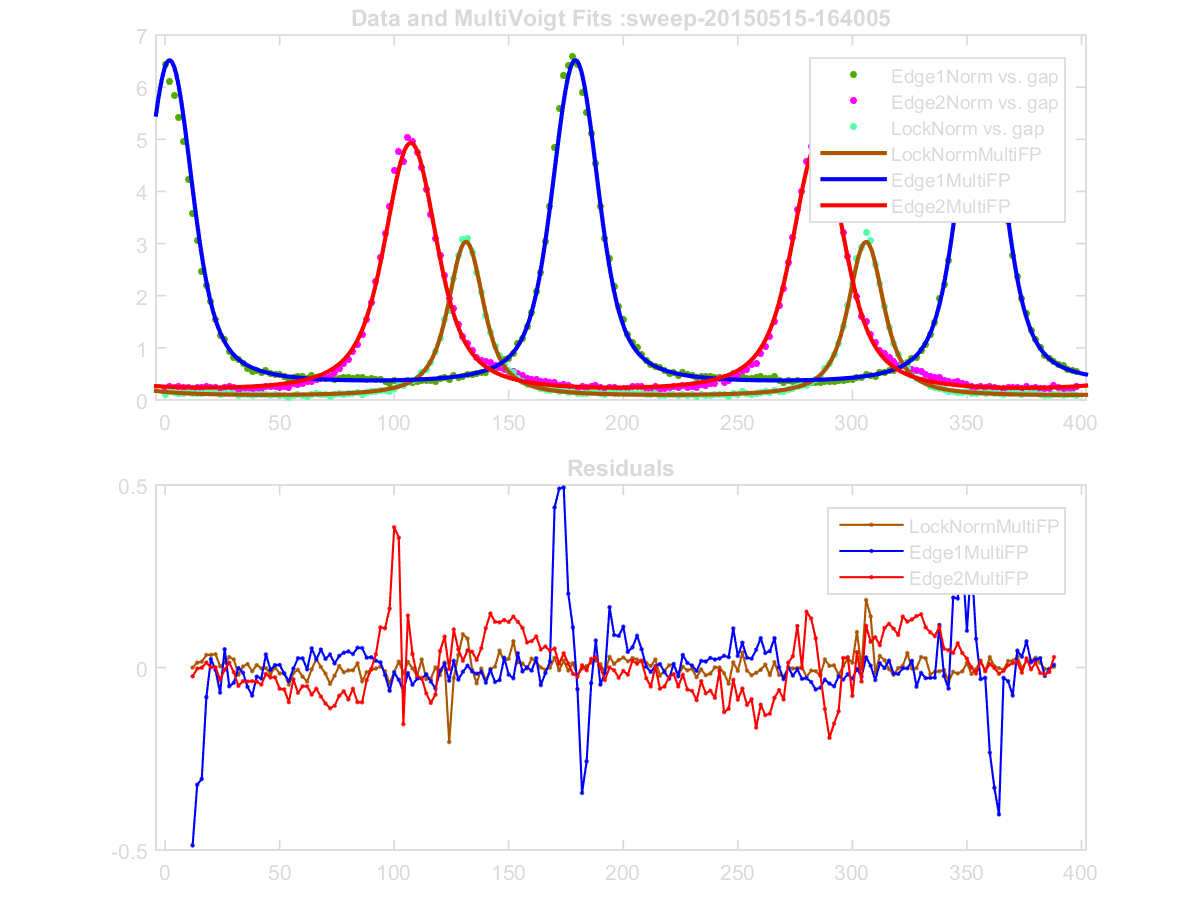 Data and MultiVoigt Fits :sweep-20150515-164005
7
6
5
4
3
2
1
0
Edge1Norm vs. gap
Edge2Norm vs. gap
LockNorm vs. gap
LockNormMultiFP
Edge1MultiFP
Edge2MultiFP
0 50 100 150 200 250 300 350 400
Residuals
0.5
0
-0.5
LockNormMultiFP
Edge1MultiFP
Edge2MultiFP
0 50 100 150 200 250 300 350 400